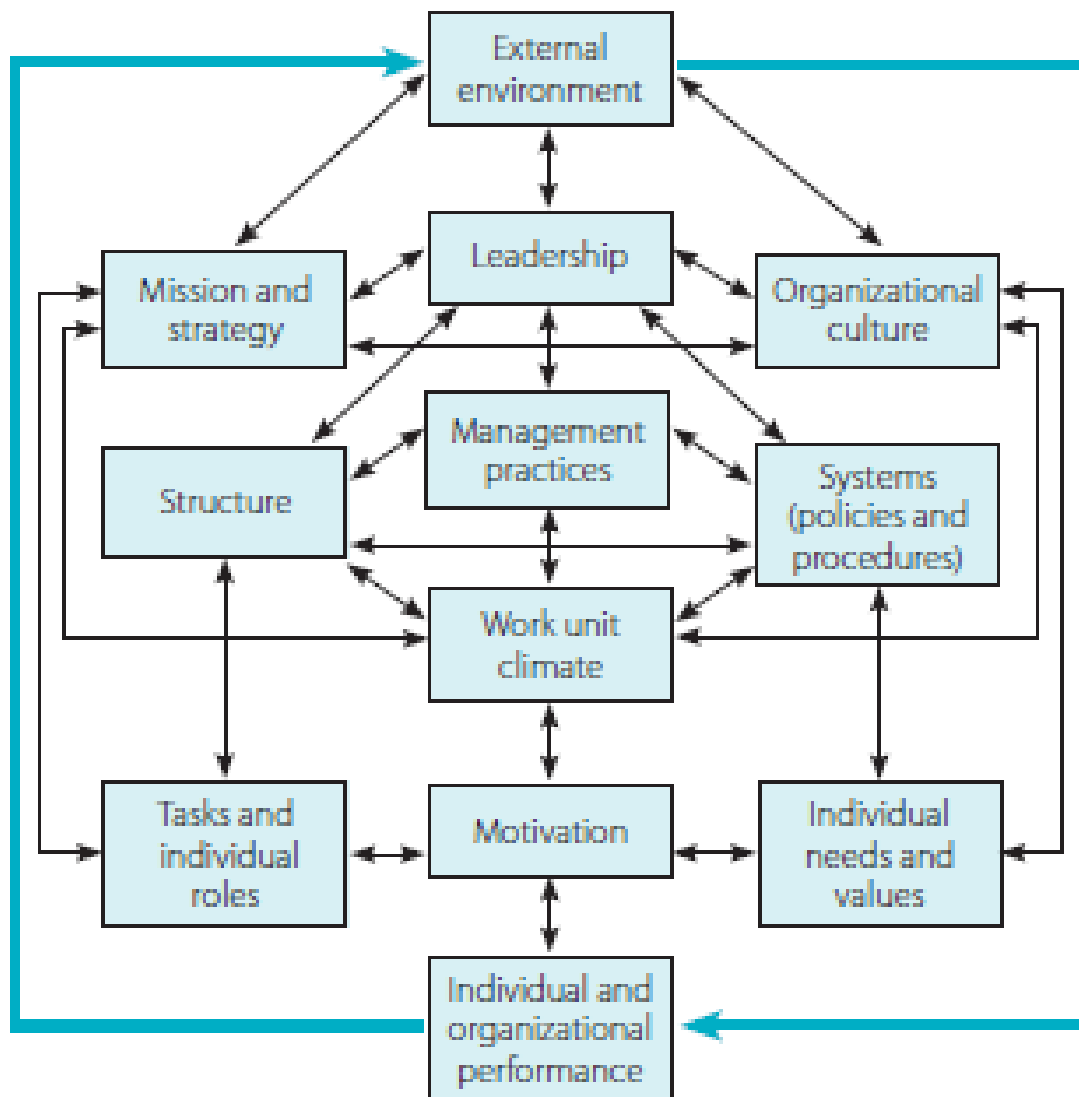 External
environment
Leadership
Mission and
strategy
Organizational
culture
Management
practices
Structure
Systems
(policies and
procedures)
Work unit
climate
Tasks and
individual
roles
Motivation
Individual
needs and
values
Individual and
organizational
performance